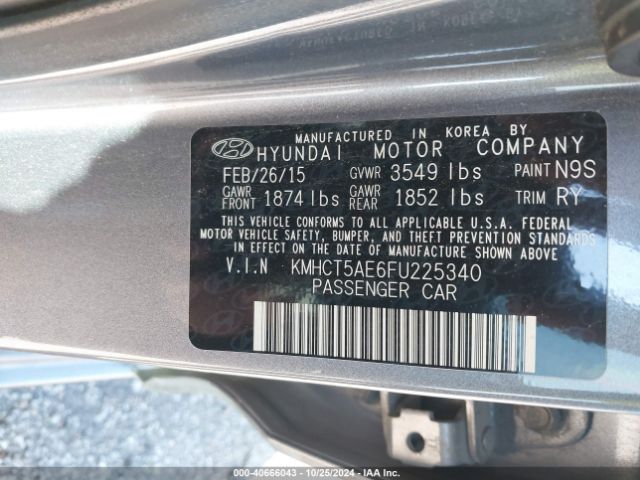 MANUFACTURED IN KOREA BY
HYUNDAI MOTOR COMPANY
FEB/26/15 GVWR 3549 lbs PAINT N9S
GAWR FRONT 1874 lbs GAWR REAR 1852 lbs TRIM RY
THIS VEHICLE CONFORMS TO ALL APPLICABLE U.S.A. FEDERAL
MOTOR VEHICLE SAFETY, BUMPER, AND THEFT PREVENTION STANDARDS
IN EFFECT ON THE DATE OF MANUFACTURE SHOWN ABOVE
V.I.N KMHCT5AE6FU225340
PASSENGER CAR
000-40666043 - 10/25/2024 - IAA Inc.